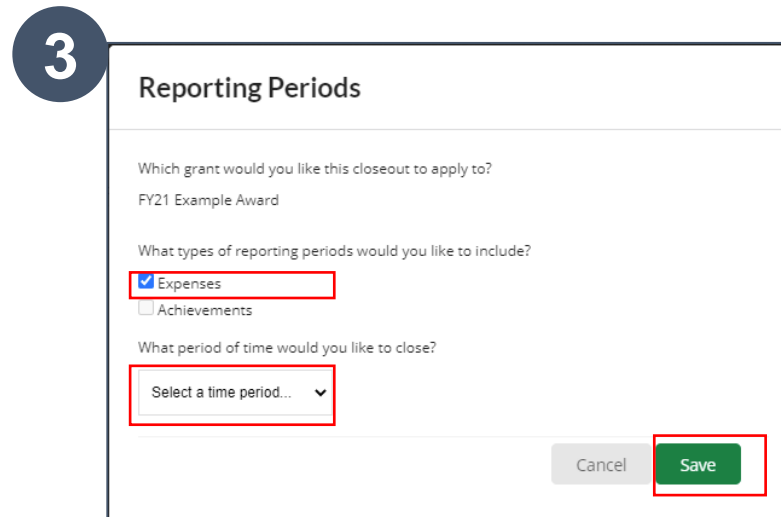 3
Reporting Periods
Which grant would you like this closeout to apply to?
FY21 Example Award
What types of reporting periods would you like to include?
Expenses
Achievements
What period of time would you like to close?
Select a time period...
Cancel Save